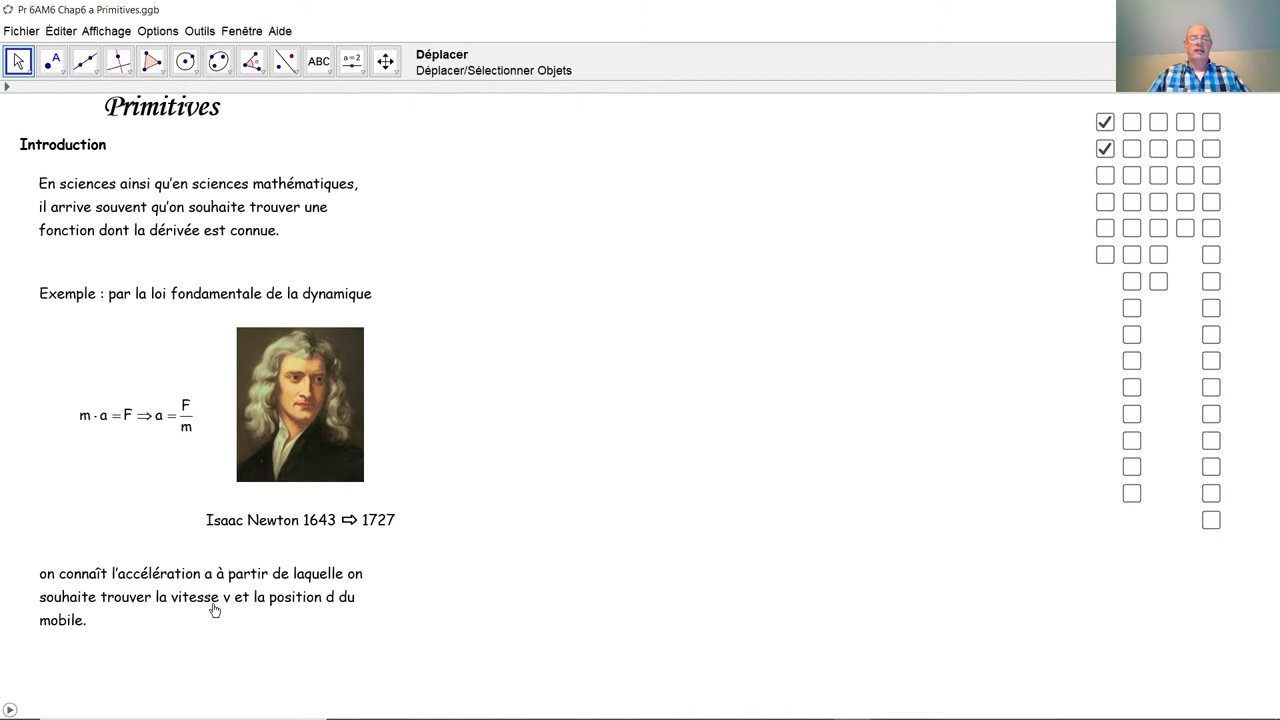 Pr 6AM6 Chap6 a Primitives.ggb
Fichier Éditer Affichage Options Outils Fenêtre Aide
A
ABC
a=2
Déplacer
Déplacer/Sélectionner Objets
Primitives
Introduction
En sciences ainsi qu'en sciences mathématiques,
il arrive souvent qu'on souhaite trouver une
fonction dont la dérivée est connue.
Exemple : par la loi fondamentale de la dynamique
m · a = F ⇒ a = F/m
Isaac Newton 1643 ⇨ 1727
on connaît l'accélération a à partir de laquelle on
souhaite trouver la vitesse v et la position d du
mobile.